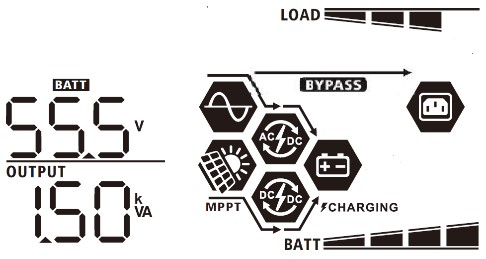 LOAD
BATT
55.5 V
BYPASS
AC DC
OUTPUT
1.50 kVA
DC DC
MPPT
CHARGING
BATT